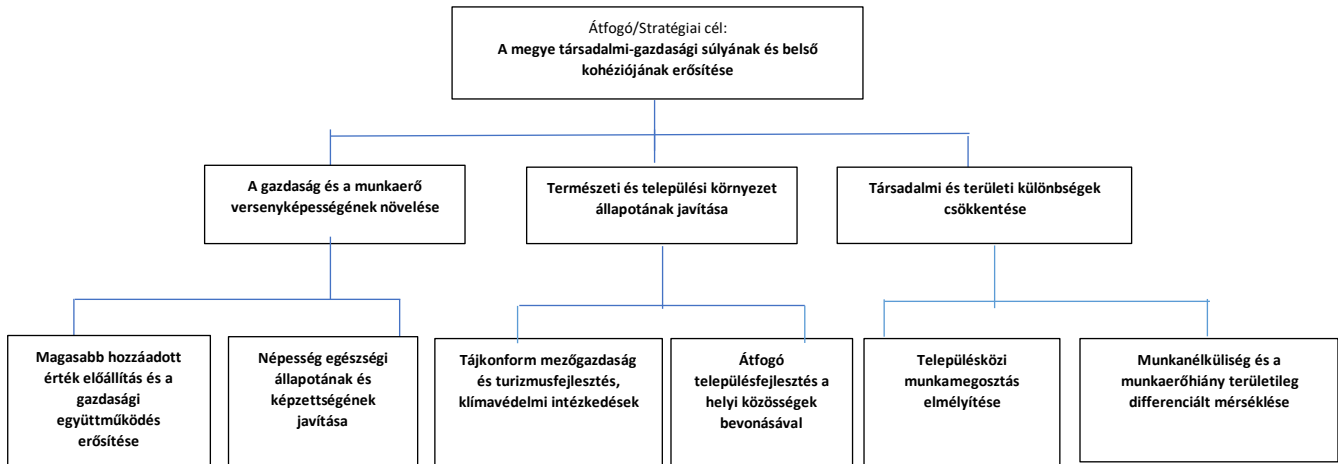 Átfogó/Stratégiai cél:
A megye társadalmi-gazdasági súlyának és belső
kohéziójának erősítése
A gazdaság és a munkaerő
versenyképességének növelése
Természeti és települési környezet
állapotának javítása
Társadalmi és területi különbségek
csökkentése
Magasabb hozzáadott
érték előállítás és a
gazdasági
együttműködés
erősítése
Népesség egészségi
állapotának és
képzettségének
javítása
Tájkonform mezőgazdaság
és turizmusfejlesztés,
klímavédelmi intézkedések
Átfogó
településfejlesztés a
helyi közösségek
bevonásával
Településközi
munkamegosztás
elmélyítése
Munkanélküliség és a
munkaerőhiány területileg
differenciált mérséklése